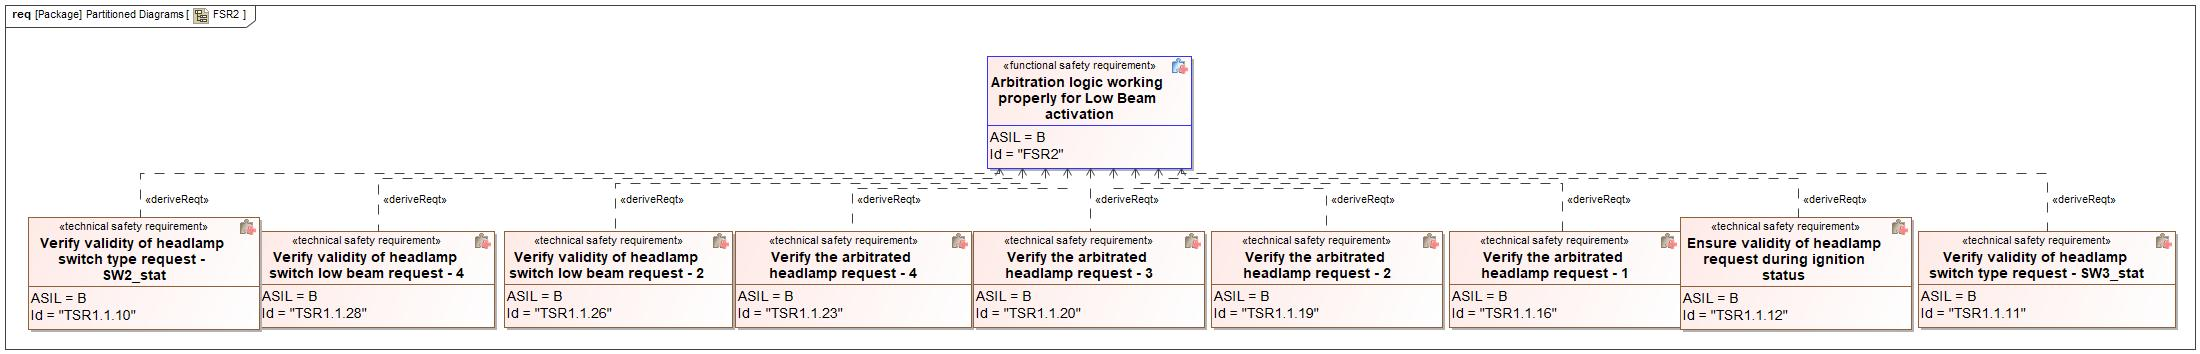 req [Package] Partitioned Diagrams [ FSR2 ]
«functional safety requirement»
Arbitration logic working
properly for Low Beam
activation
ASIL = B
Id = "FSR2"
«deriveReqt»
«deriveReqt»
«deriveReqt»
«deriveReqt»
«deriveReqt»
«deriveReqt»
«deriveReqt»
«deriveReqt»
«deriveReqt»
«technical safety requirement»
Verify validity of headlamp
switch type request -
SW2_stat
ASIL = B
Id = "TSR1.1.10"
«technical safety requirement»
Verify validity of headlamp
switch low beam request - 4
ASIL = B
Id = "TSR1.1.28"
«technical safety requirement»
Verify validity of headlamp
switch low beam request - 2
ASIL = B
Id = "TSR1.1.26"
«technical safety requirement»
Verify the arbitrated
headlamp request - 4
ASIL = B
Id = "TSR1.1.23"
«technical safety requirement»
Verify the arbitrated
headlamp request - 3
ASIL = B
Id = "TSR1.1.20"
«technical safety requirement»
Verify the arbitrated
headlamp request - 2
ASIL = B
Id = "TSR1.1.19"
«technical safety requirement»
Verify the arbitrated
headlamp request - 1
ASIL = B
Id = "TSR1.1.16"
«technical safety requirement»
Ensure validity of headlamp
request during ignition
status
ASIL = B
Id = "TSR1.1.12"
«technical safety requirement»
Verify validity of headlamp
switch type request - SW3_stat
ASIL = B
Id = "TSR1.1.11"